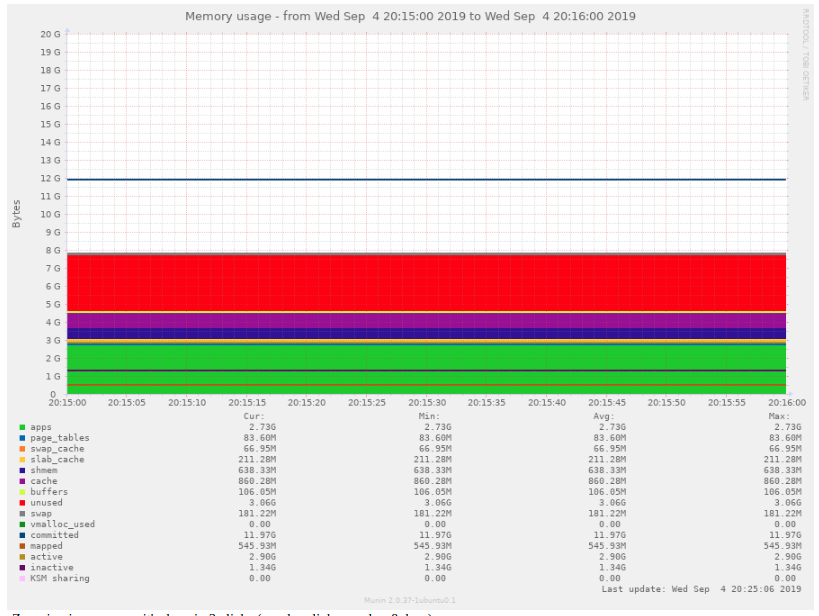 Memory usage - from Wed Sep 4 20:15:00 2019 to Wed Sep 4 20:16:00 2019
RRDTOOL / TOBI OETIKER
Bytes
20 G
19 G
18 G
17 G
16 G
15 G
14 G
13 G
12 G
11 G
10 G
9 G
8 G
7 G
6 G
5 G
4 G
3 G
2 G
1 G
0
20:15:00 20:15:05 20:15:10 20:15:15 20:15:20 20:15:25 20:15:30 20:15:35 20:15:40 20:15:45 20:15:50 20:15:55 20:16:00
Cur: Min: Avg: Max:
apps 2.73G 2.73G 2.73G 2.73G
page_tables 83.60M 83.60M 83.60M 83.60M
swap_cache 66.95M 66.95M 66.95M 66.95M
slab_cache 211.28M 211.28M 211.28M 211.28M
shmem 638.33M 638.33M 638.33M 638.33M
cache 860.28M 860.28M 860.28M 860.28M
buffers 106.05M 106.05M 106.05M 106.05M
unused 3.06G 3.06G 3.06G 3.06G
swap 181.22M 181.22M 181.22M 181.22M
vmalloc_used 0.00 0.00 0.00 0.00
committed 11.97G 11.97G 11.97G 11.97G
mapped 545.93M 545.93M 545.93M 545.93M
active 2.90G 2.90G 2.90G 2.90G
inactive 1.34G 1.34G 1.34G 1.34G
KSM sharing 0.00 0.00 0.00 0.00
Last update: Wed Sep 4 20:25:06 2019
Munin 2.0.37-1ubuntu0.1